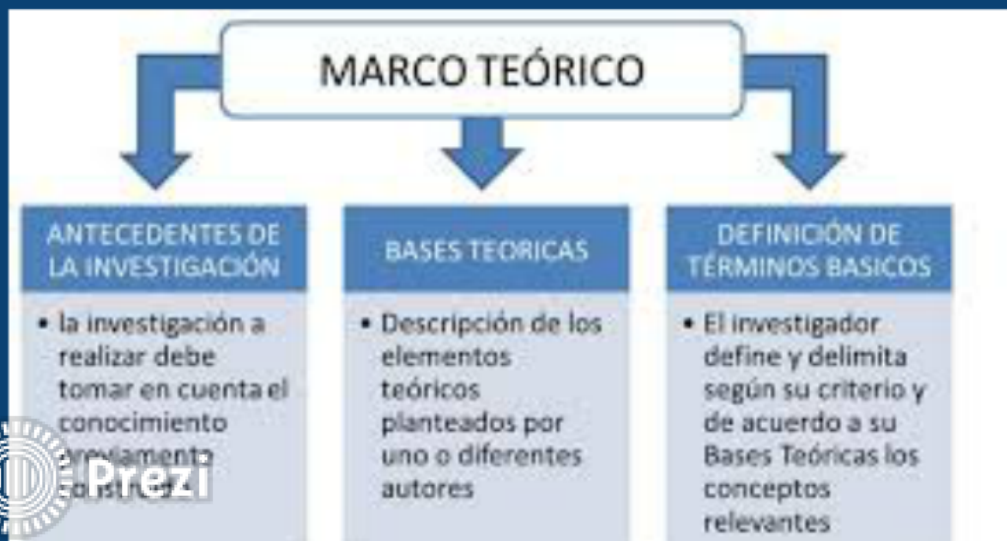 MARCO TEÓRICO
ANTECEDENTES DE
LA INVESTIGACIÓN
• la investigación a
realizar debe
tomar en cuenta el
conocimiento
previamente
BASES TEORICAS
• Descripción de los
elementos
teóricos
planteados por
uno o diferentes
autores
DEFINICIÓN DE
TÉRMINOS BASICOS
• El investigador
define y delimita
según su criterio y
de acuerdo a su
Bases Teóricas los
conceptos
relevantes
Prezi